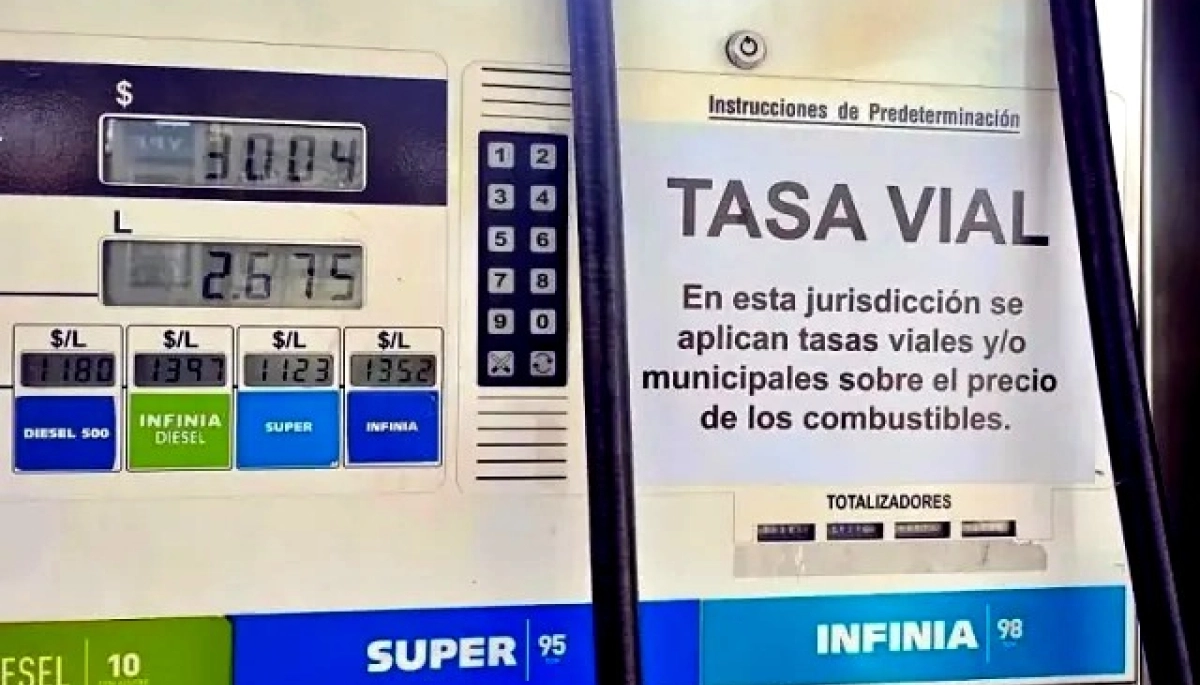 $
3004
L
2.675
$/L
$/L
$/L
$/L
1180
1397
1123
1352
DIESEL 500
INFINIA
DIESEL
SUPER
INFINIA
1 2
3 4
5 6
7 8
9 0
Instrucciones de Predeterminación
TASA VIAL
En esta jurisdicción se
aplican tasas viales y/o
municipales sobre el precio
de los combustibles.
TOTALIZADORES
ESEL 10
SUPER 95
INFINIA 98